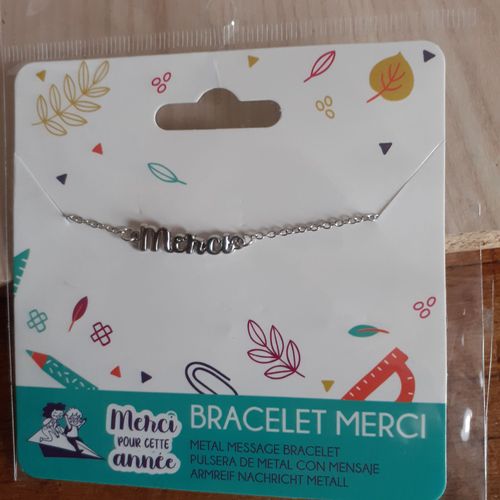 Merci
Merci
POUR CETTE
année
BRACELET MERCI
METAL MESSAGE BRACELET
PULSERA DE METAL CON MENSAJE
ARMREIF NACHRICHT METALL